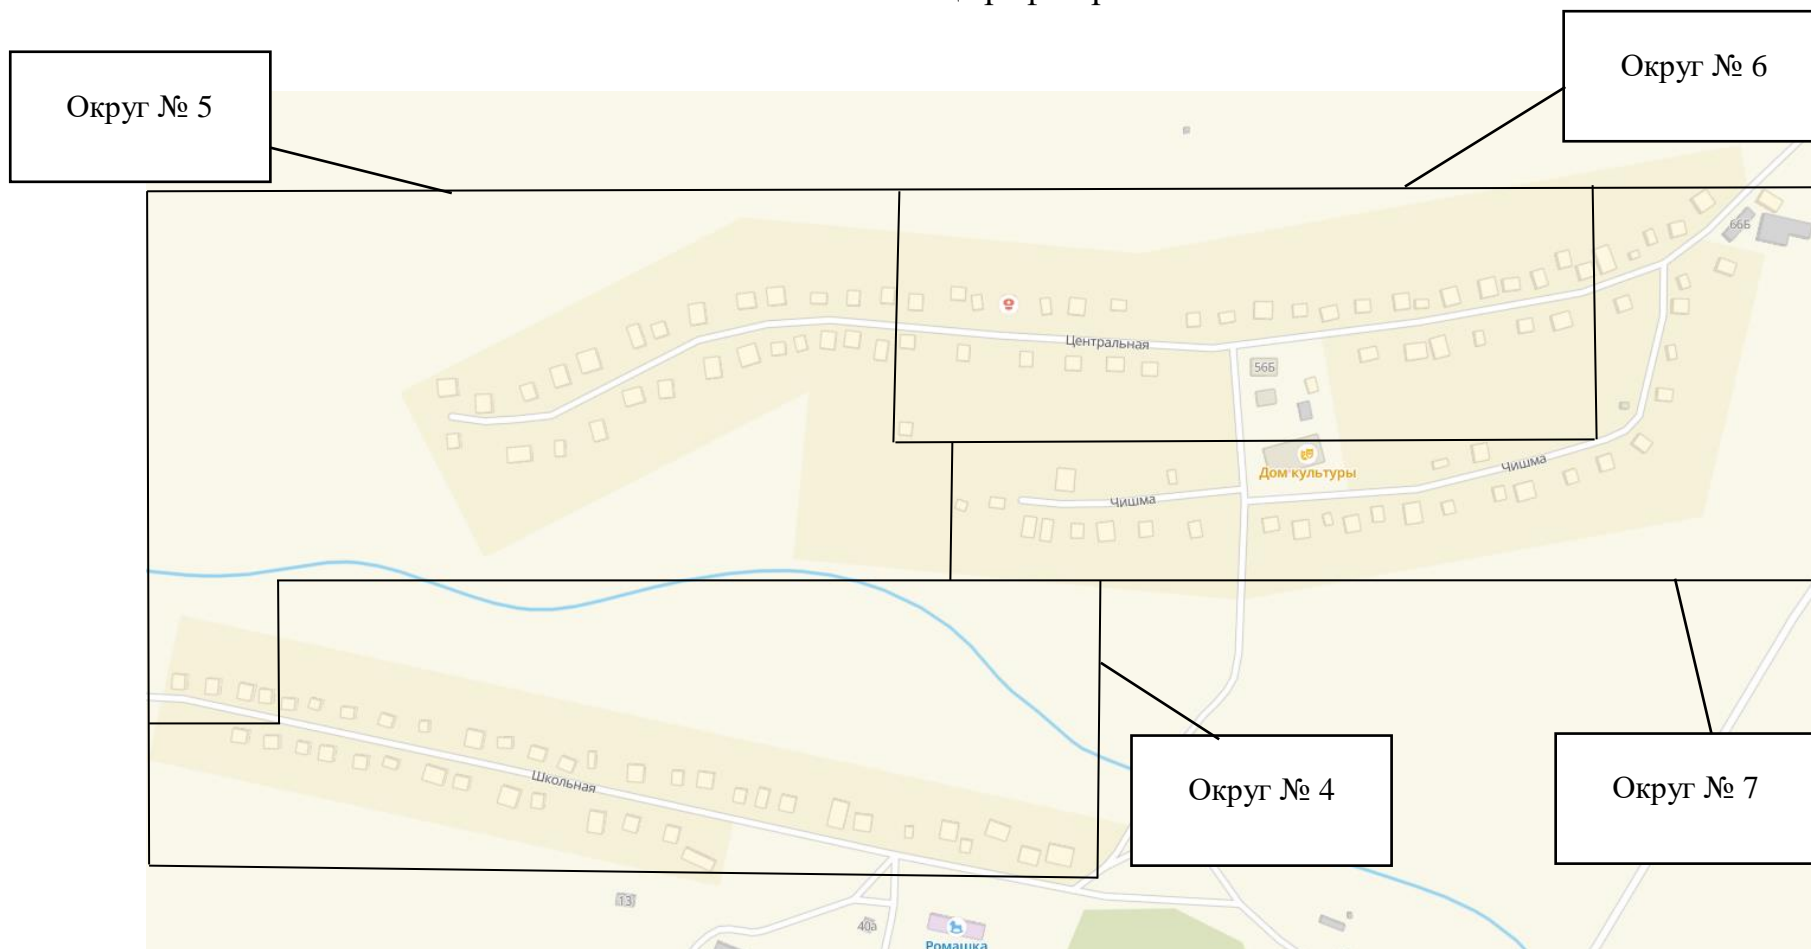 Округ № 6
Округ № 5
66Б
Центральная
56Б
Дом культуры
Чишма
Чишма
Школьная
Округ № 4
Округ № 7
13
40а
Ромашка